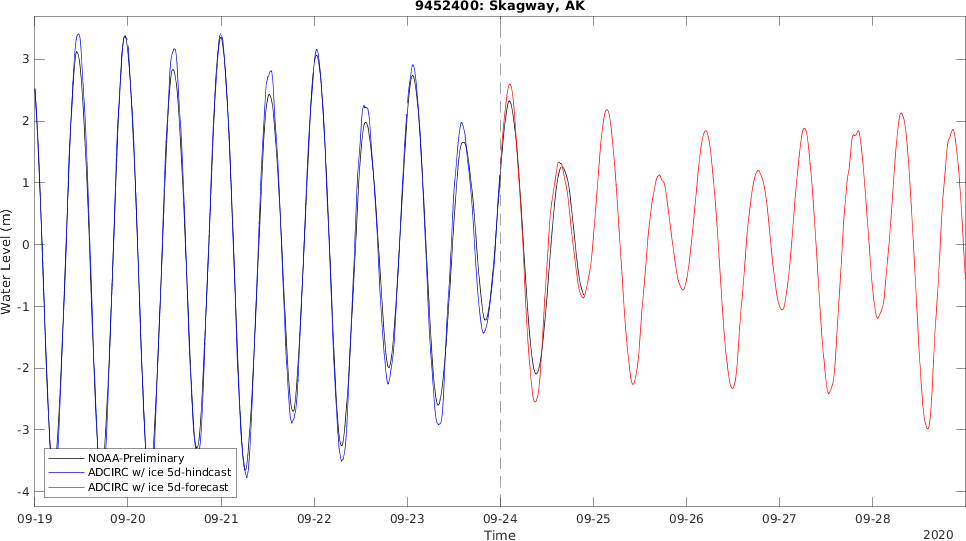 9452400: Skagway, AK
Water Level (m)
3
2
1
0
-1
-2
-3
-4
NOAA-Preliminary
ADCIRC w/ ice 5d-hindcast
ADCIRC w/ ice 5d-forecast
09-19 09-20 09-21 09-22 09-23 09-24 09-25 09-26 09-27 09-28
Time
2020